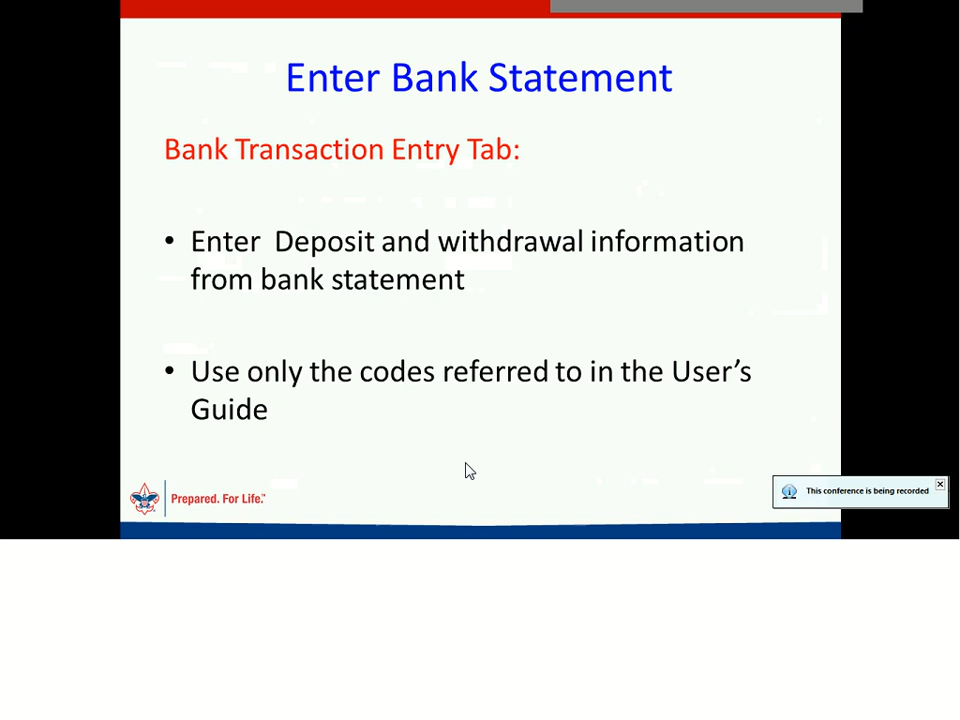 Enter Bank Statement
Bank Transaction Entry Tab:
• Enter  Deposit and withdrawal information
from bank statement
• Use only the codes referred to in the User’s
Guide
Prepared. For Life.™
This conference is being recorded